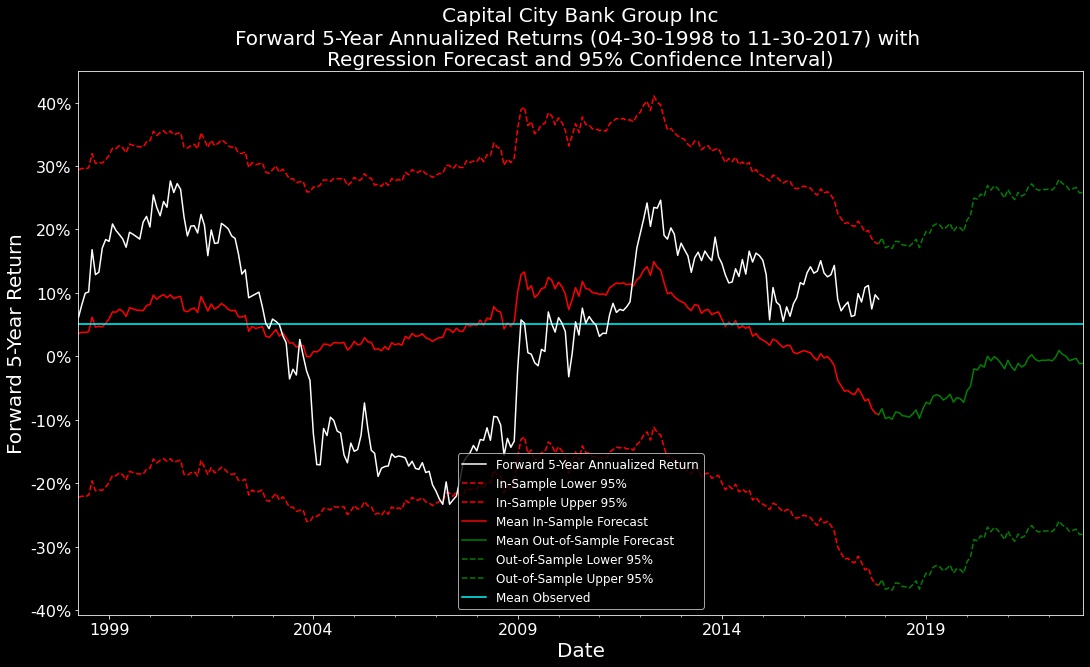 Capital City Bank Group Inc
Forward 5-Year Annualized Returns (04-30-1998 to 11-30-2017) with
Regression Forecast and 95% Confidence Interval)
Forward 5-Year Return
40%
30%
20%
10%
0%
-10%
-20%
-30%
-40%
Forward 5-Year Annualized Return
In-Sample Lower 95%
In-Sample Upper 95%
Mean In-Sample Forecast
Mean Out-of-Sample Forecast
Out-of-Sample Lower 95%
Out-of-Sample Upper 95%
Mean Observed
1999 2004 2009 2014 2019
Date